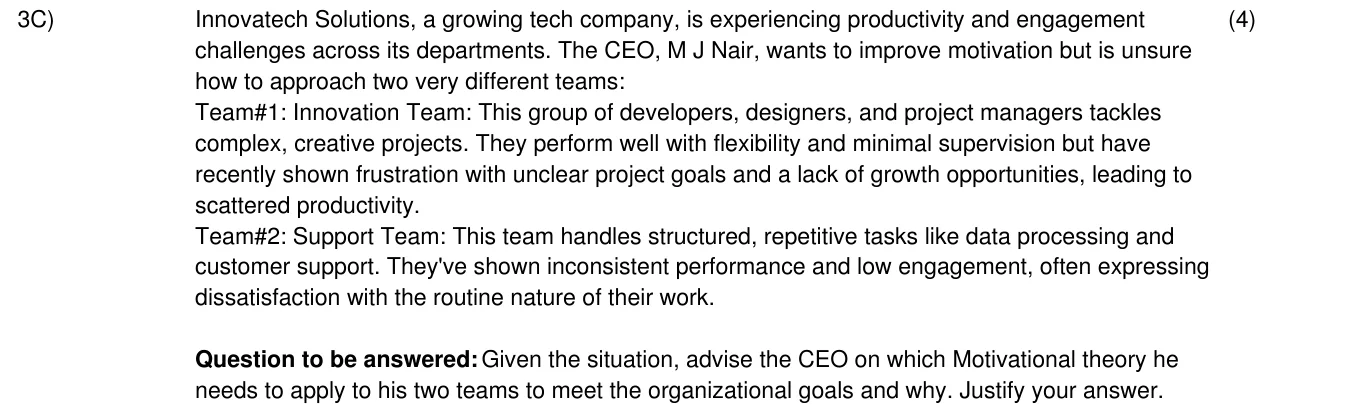 3C) Innovatech Solutions, a growing tech company, is experiencing productivity and engagement (4)
challenges across its departments. The CEO, M J Nair, wants to improve motivation but is unsure
how to approach two very different teams:
Team#1: Innovation Team: This group of developers, designers, and project managers tackles
complex, creative projects. They perform well with flexibility and minimal supervision but have
recently shown frustration with unclear project goals and a lack of growth opportunities, leading to
scattered productivity.
Team#2: Support Team: This team handles structured, repetitive tasks like data processing and
customer support. They've shown inconsistent performance and low engagement, often expressing
dissatisfaction with the routine nature of their work.
Question to be answered: Given the situation, advise the CEO on which Motivational theory he
needs to apply to his two teams to meet the organizational goals and why. Justify your answer.